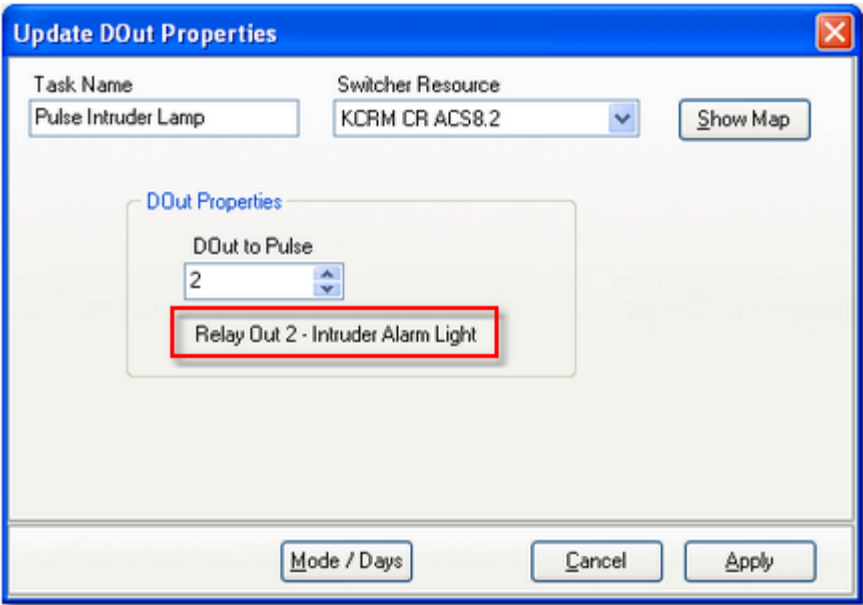 Update DOut Properties
Task Name
Switcher Resource
Pulse Intruder Lamp
KCRM CR ACS8.2
Show Map
DOut Properties
DOut to Pulse
2
Relay Out 2 - Intruder Alarm Light
Mode / Days
Cancel
Apply